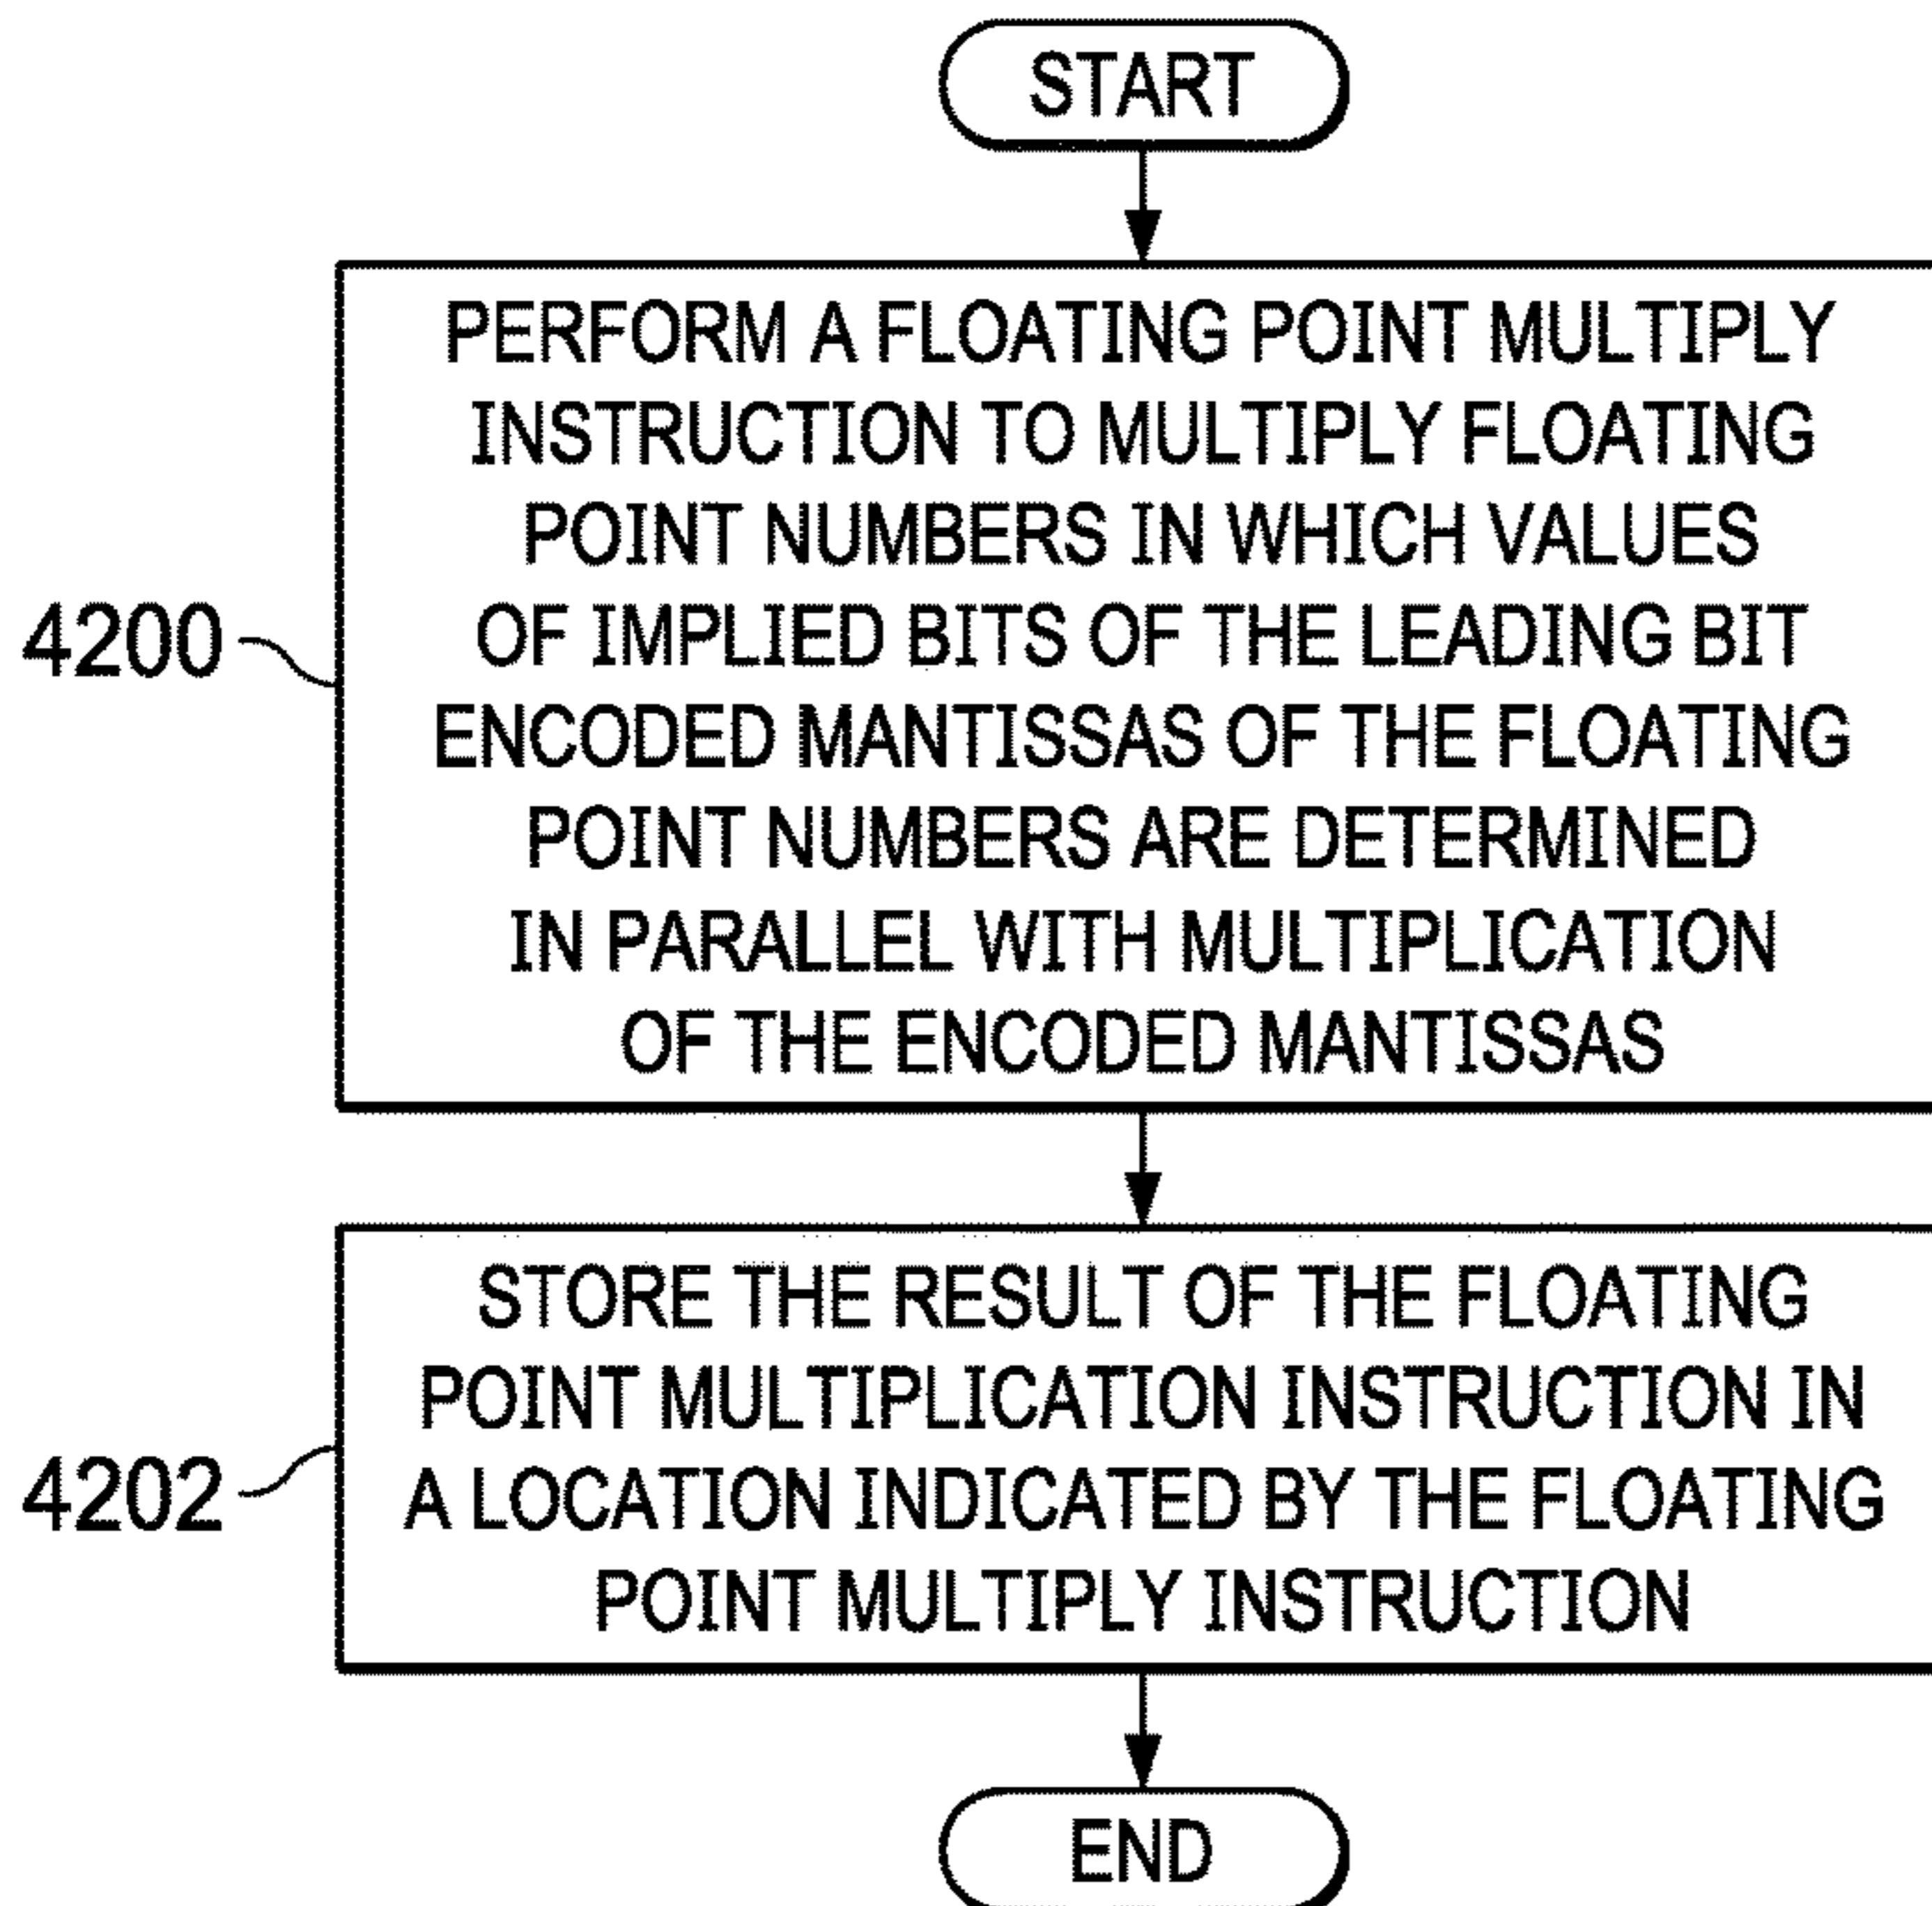 START
PERFORM A FLOATING POINT MULTIPLY
INSTRUCTION TO MULTIPLY FLOATING
POINT NUMBERS IN WHICH VALUES
OF IMPLIED BITS OF THE LEADING BIT
4200
ENCODED MANTISSAS OF THE FLOATING
POINT NUMBERS ARE DETERMINED
IN PARALLEL WITH MULTIPLICATION
OF THE ENCODED MANTISSAS
STORE THE RESULT OF THE FLOATING
POINT MULTIPLICATION INSTRUCTION IN
4202
A LOCATION INDICATED BY THE FLOATING
POINT MULTIPLY INSTRUCTION
END